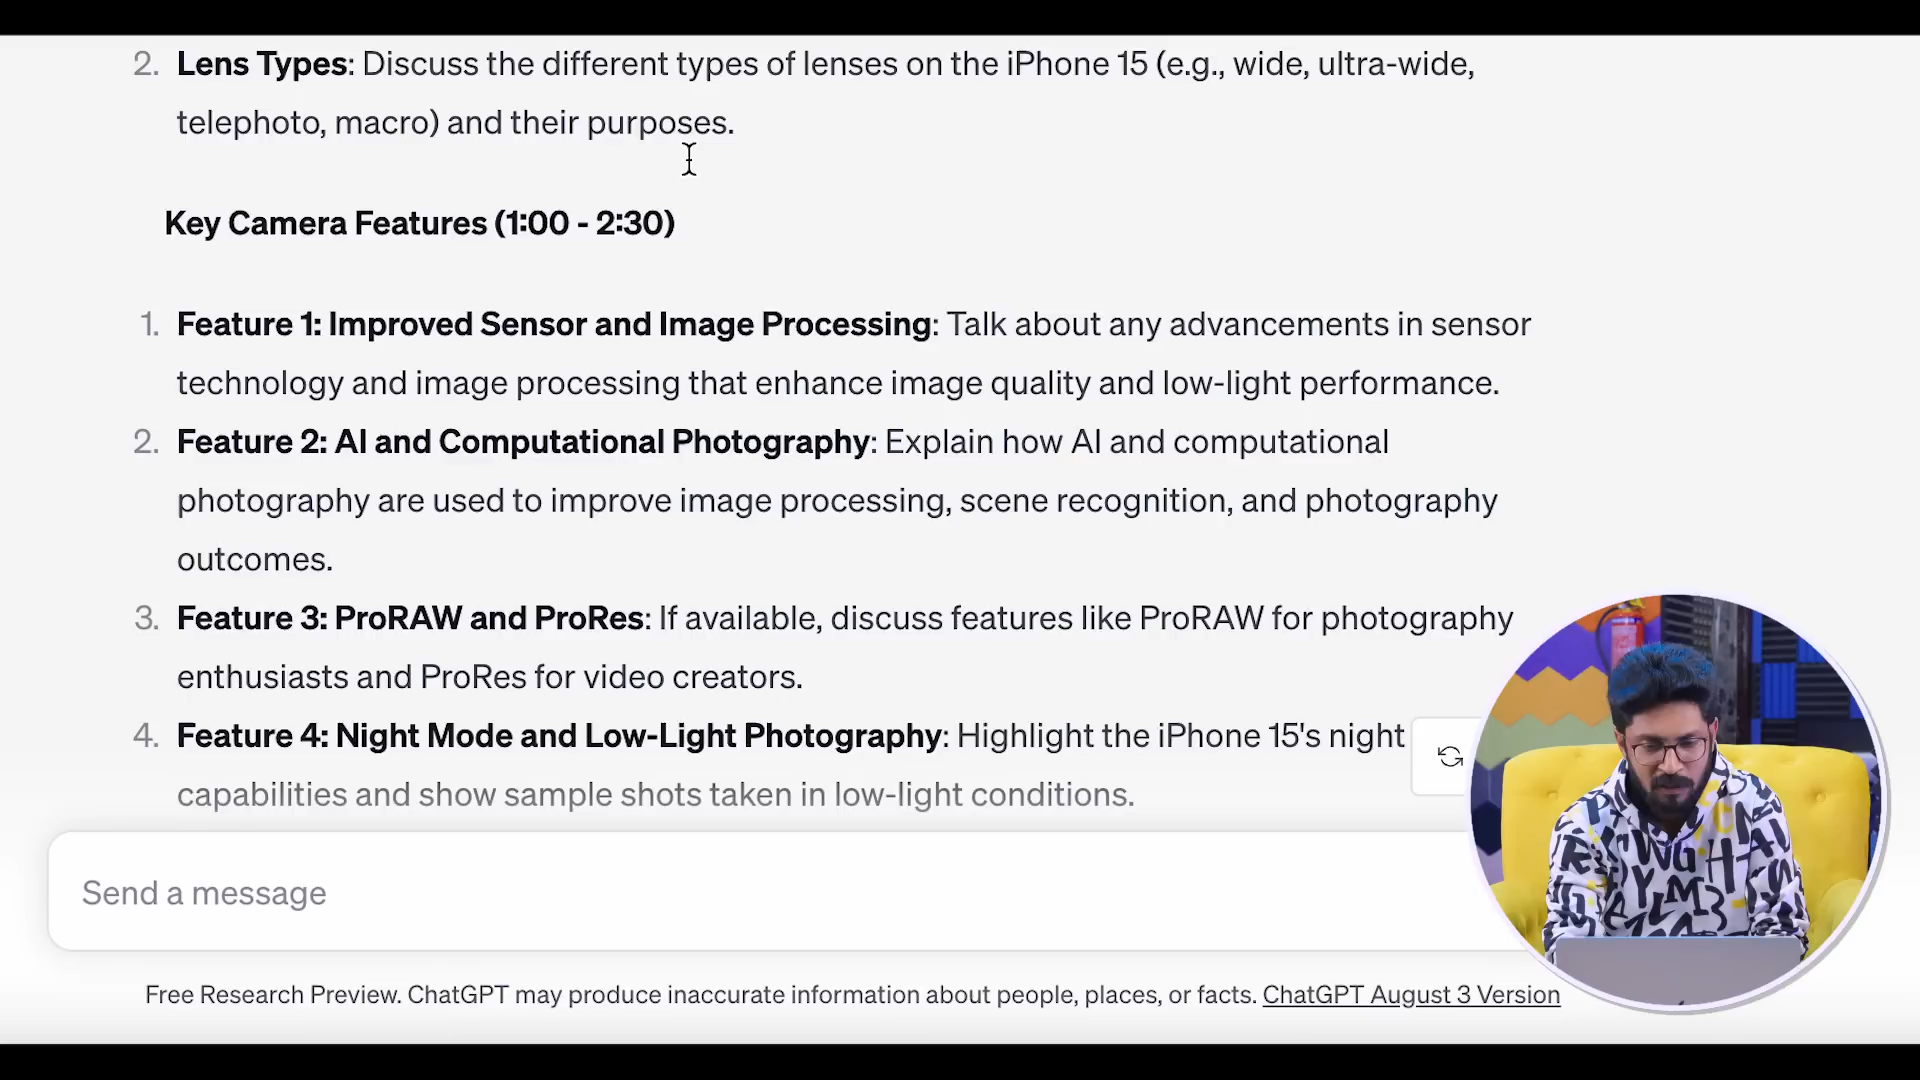 2. Lens Types: Discuss the different types of lenses on the iPhone 15 (e.g., wide, ultra-wide,
telephoto, macro) and their purposes.
Key Camera Features (1:00 - 2:30)
1. Feature 1: Improved Sensor and Image Processing: Talk about any advancements in sensor
technology and image processing that enhance image quality and low-light performance.
2. Feature 2: AI and Computational Photography: Explain how AI and computational
photography are used to improve image processing, scene recognition, and photography
outcomes.
3. Feature 3: ProRAW and ProRes: If available, discuss features like ProRAW for photography
enthusiasts and ProRes for video creators.
4. Feature 4: Night Mode and Low-Light Photography: Highlight the iPhone 15's night
capabilities and show sample shots taken in low-light conditions.
Send a message
Free Research Preview. ChatGPT may produce inaccurate information about people, places, or facts. ChatGPT August 3 Version